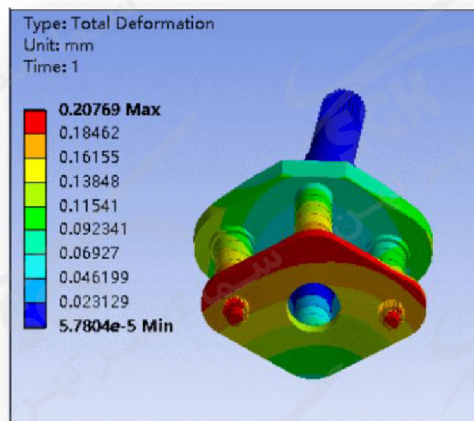 Type: Total Deformation
Unit: mm
Time: 1
0.20769 Max
0.18462
0.16155
0.13848
0.11541
0.092341
0.06927
0.046199
0.023129
5.7804e-5 Min